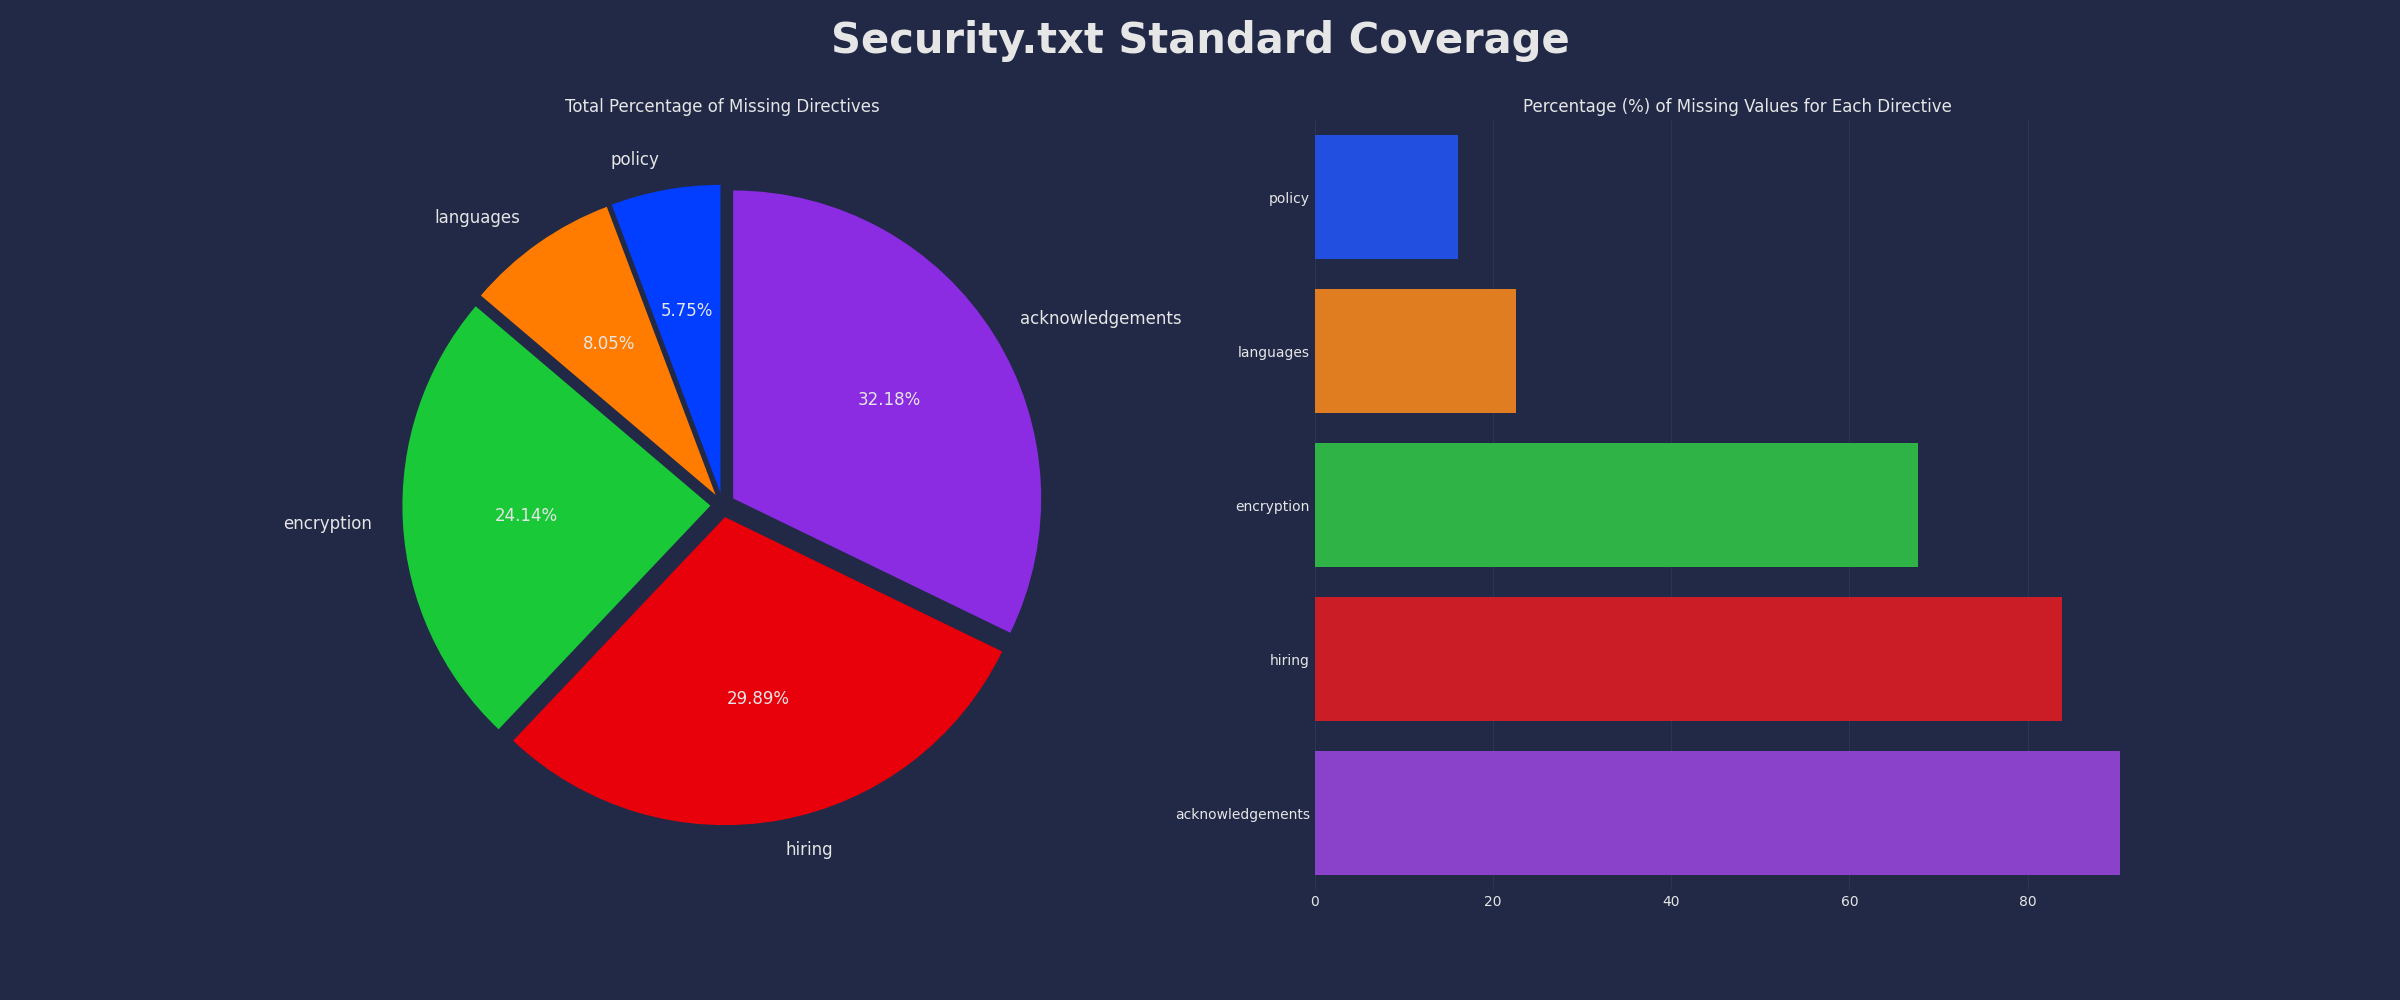 Security.txt Standard Coverage
Total Percentage of Missing Directives
policy
languages
acknowledgements
encryption
hiring
5.75%
8.05%
32.18%
24.14%
29.89%
Percentage (%) of Missing Values for Each Directive
policy
languages
encryption
hiring
acknowledgements
0 20 40 60 80